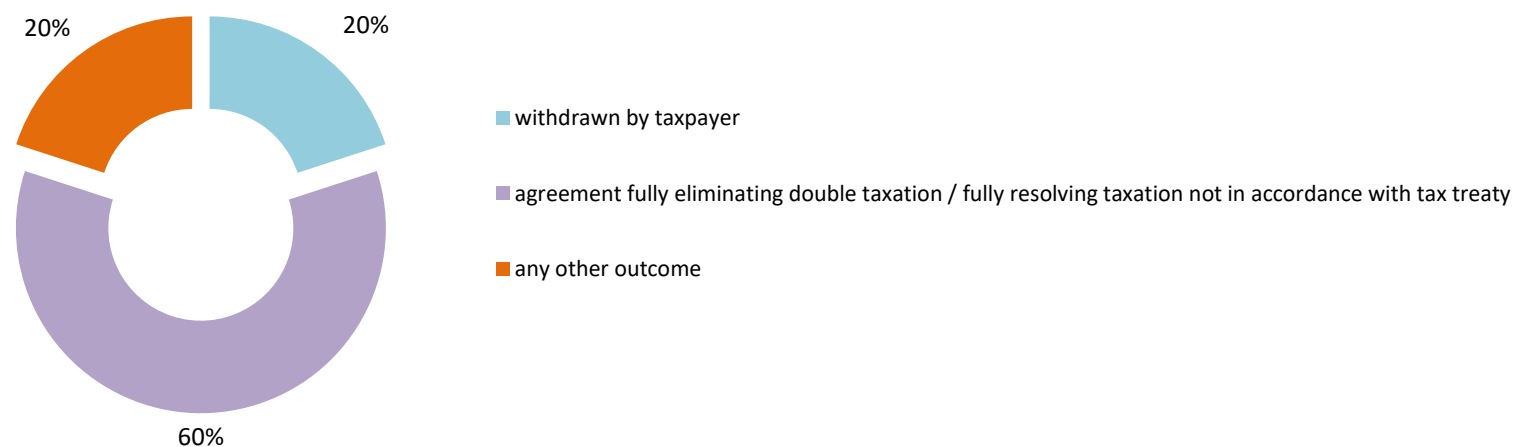 20%
20%
withdrawn by taxpayer
agreement fully eliminating double taxation / fully resolving taxation not in accordance with tax treaty
any other outcome
60%